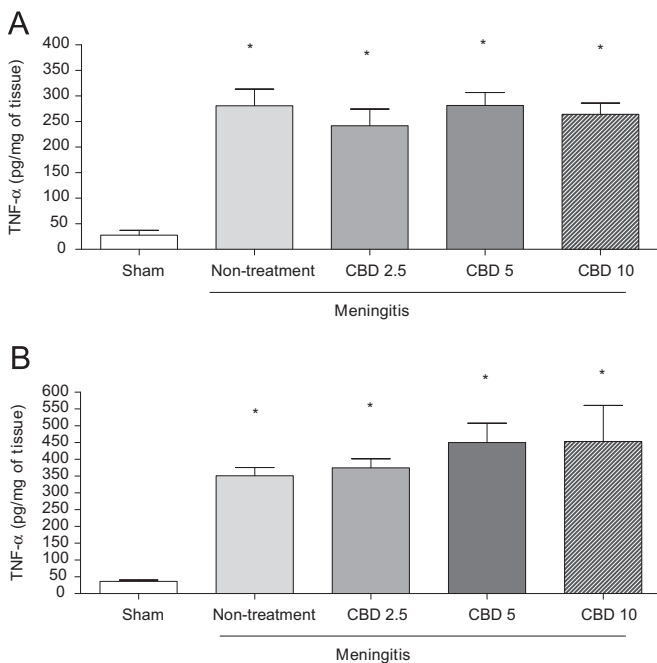 A
TNF-α (pg/mg of tissue)
400
350
300
250
200
150
100
50
0
* * * *
Sham Non-treatment CBD 2.5 CBD 5 CBD 10
Meningitis
B
TNF-α (pg/mg of tissue)
600
550
500
450
400
350
300
250
200
150
100
50
0
* * * *
Sham Non-treatment CBD 2.5 CBD 5 CBD 10
Meningitis